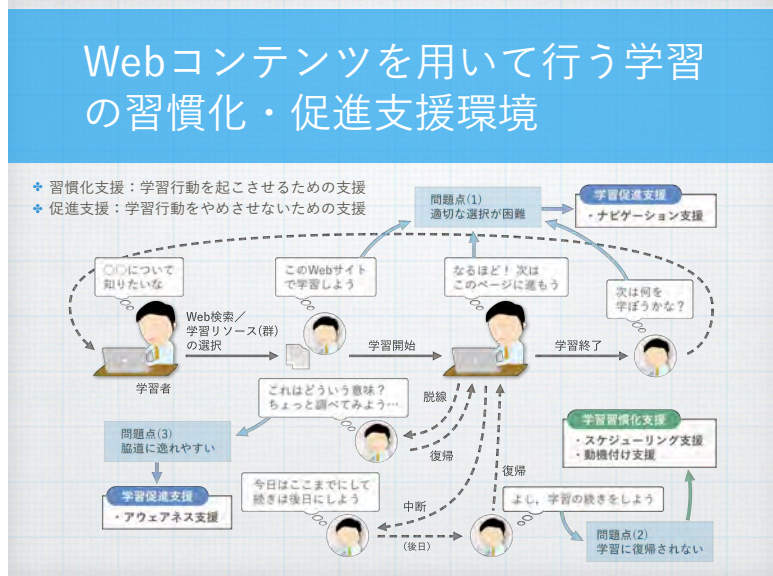 Webコンテンツを用いて行う学習
の習慣化・促進支援環境
習慣化支援：学習行動を起こさせるための支援
促進支援：学習行動をやめさせないための支援
問題点(1)
適切な選択が困難
学習促進支援
・ナビゲーション支援
○○について
知りたいな
このWebサイト
で学習しよう
なるほど！ 次は
このページに進もう
次は何を
学ぼうかな？
Web検索／
学習リソース(群)
の選択
学習開始
学習終了
学習者
これはどういう意味？
ちょっと調べてみよう…
脱線
復帰
問題点(3)
脇道に逸れやすい
学習習慣化支援
・スケジューリング支援
・動機付け支援
学習促進支援
・アウェアネス支援
今日はここまでにして
続きは後日にしよう
中断
復帰
(後日)
よし，学習の続きをしよう
問題点(2)
学習に復帰されない